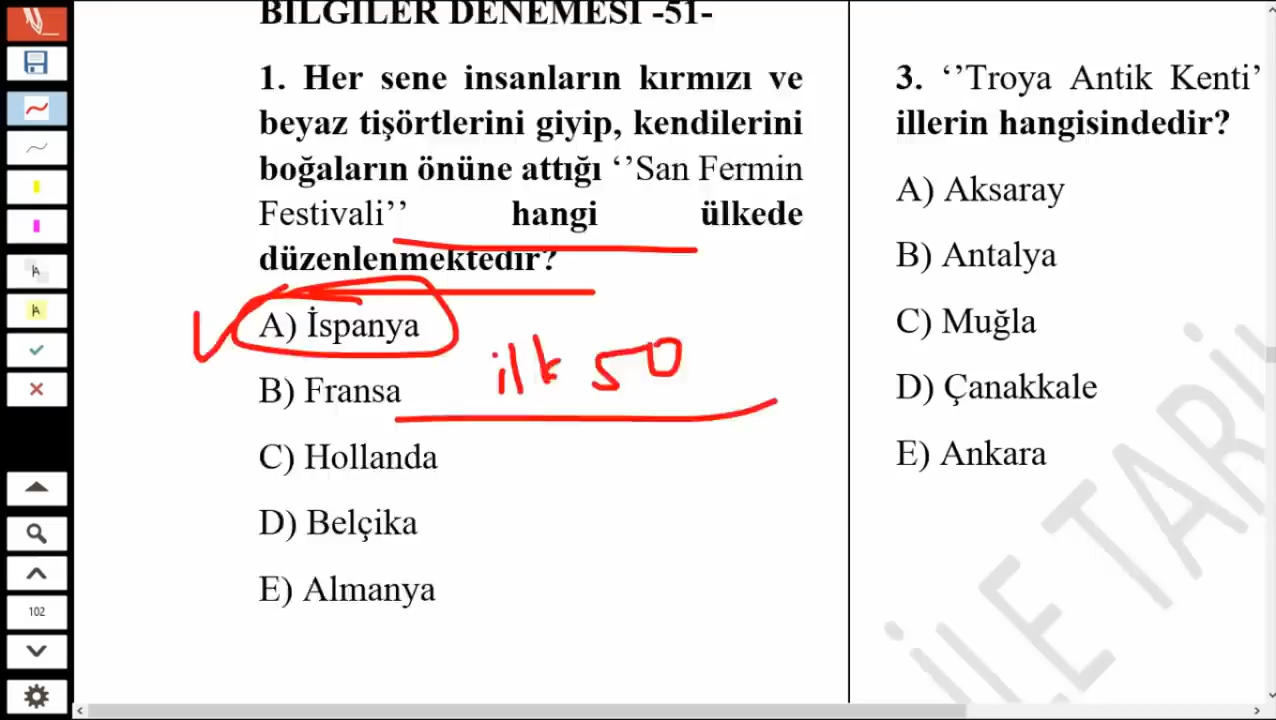 BİLGİLER DENEMESİ -51-
1. Her sene insanların kırmızı ve
beyaz tişörtlerini giyip, kendilerini
boğaların önüne attığı ‘’San Fermin
Festivali’’ hangi ülkede
düzenlenmektedir?
A) İspanya
ilk 50
B) Fransa
C) Hollanda
D) Belçika
E) Almanya
3. ‘’Troya Antik Kenti’
illerin hangisindedir?
A) Aksaray
B) Antalya
C) Muğla
D) Çanakkale
E) Ankara
İLE TARİH
102